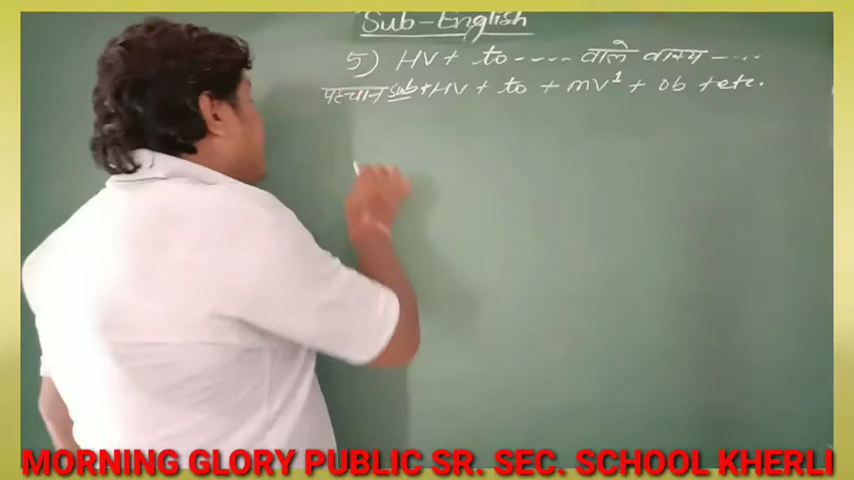 Sub-English
5) HV+ to----- वाले वाक्य -----
पहचान sub+HV + to + mv1 + ob +etc.
MORNING GLORY PUBLIC SR. SEC. SCHOOL KHERLI